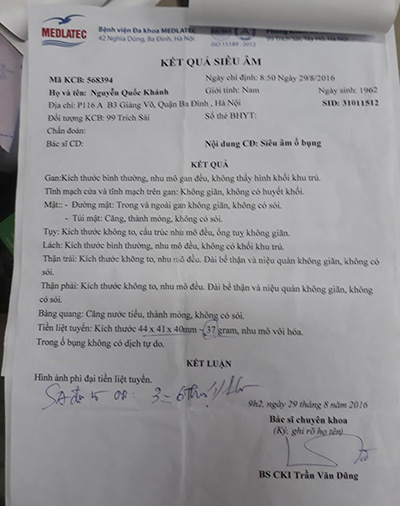 MEDLATEC
Bệnh viện Đa khoa MEDLATEC
42 Nghĩa Dũng, Ba Đình, Hà Nội
ISO 15189 : 2012
99 Trích Sài, Tây Hồ, Hà Nội
KẾT QUẢ SIÊU ÂM
Mã KCB: 568394 Ngày chỉ định: 8:50 Ngày 29/8/2016
Họ và tên: Nguyễn Quốc Khánh Giới tính: Nam Ngày sinh: 1962
Địa chỉ: P116 A B3 Giảng Võ, Quận Ba Đình , Hà Nội SID: 31011512
Đối tượng KCB: 99 Trích Sài Số thẻ BHYT:
Chẩn đoán:
Bác sĩ CĐ: Nội dung CĐ: Siêu âm ổ bụng
KẾT QUẢ
Gan:Kích thước bình thường, nhu mô gan đều, không thấy hình khối khu trú.
Tĩnh mạch cửa và tĩnh mạch trên gan: Không giãn, không có huyết khối.
Mật:: - Đường mật: Trong và ngoài gan không giãn, không có sỏi.
- Túi mật: Căng, thành mỏng, không có sỏi.
Tụy: Kích thước không to, cấu trúc nhu mô đều, ống tụy không giãn.
Lách: Kích thước bình thường, nhu mô đều, không có khối khu trú.
Thận trái: Kích thước không to, nhu mô đều. Đài bể thận và niệu quản không giãn, không có
sỏi.
Thận phải: Kích thước không to, nhu mô đều. Đài bể thận và niệu quản không giãn, không có
sỏi.
Bàng quang: Căng nước tiểu, thành mỏng, không có sỏi.
Tiền liệt tuyến: Kích thước 44 x 41 x 40mm ~ 37 gram, nhu mô vôi hóa.
Trong ổ bụng không có dịch tự do.
KẾT LUẬN
Hình ảnh phì đại tiền liệt tuyến.
9h2, ngày 29 tháng 8 năm 2016
Bác sĩ chuyên khoa
(Ký, ghi rõ họ tên)
BS CKI Trần Văn Dũng